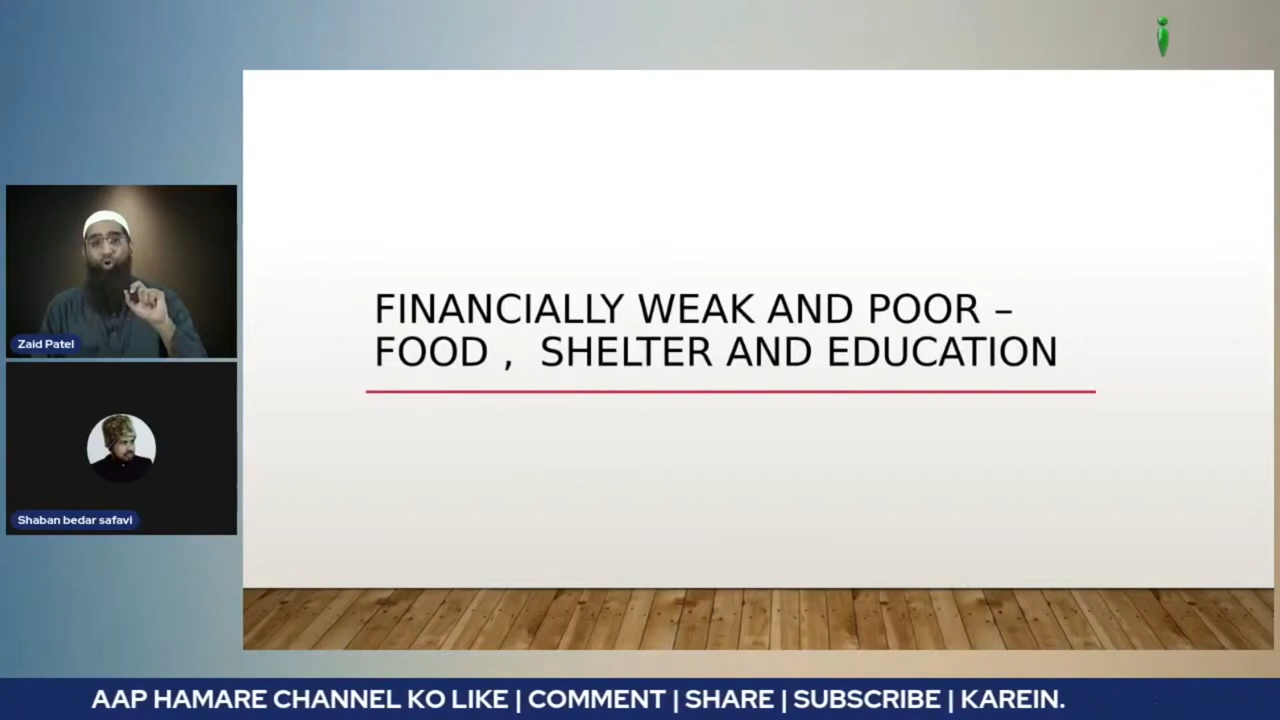 Zaid Patel
Shaban bedar safavi
FINANCIALLY WEAK AND POOR –
FOOD ,  SHELTER AND EDUCATION
AAP HAMARE CHANNEL KO LIKE | COMMENT | SHARE | SUBSCRIBE | KAREIN.